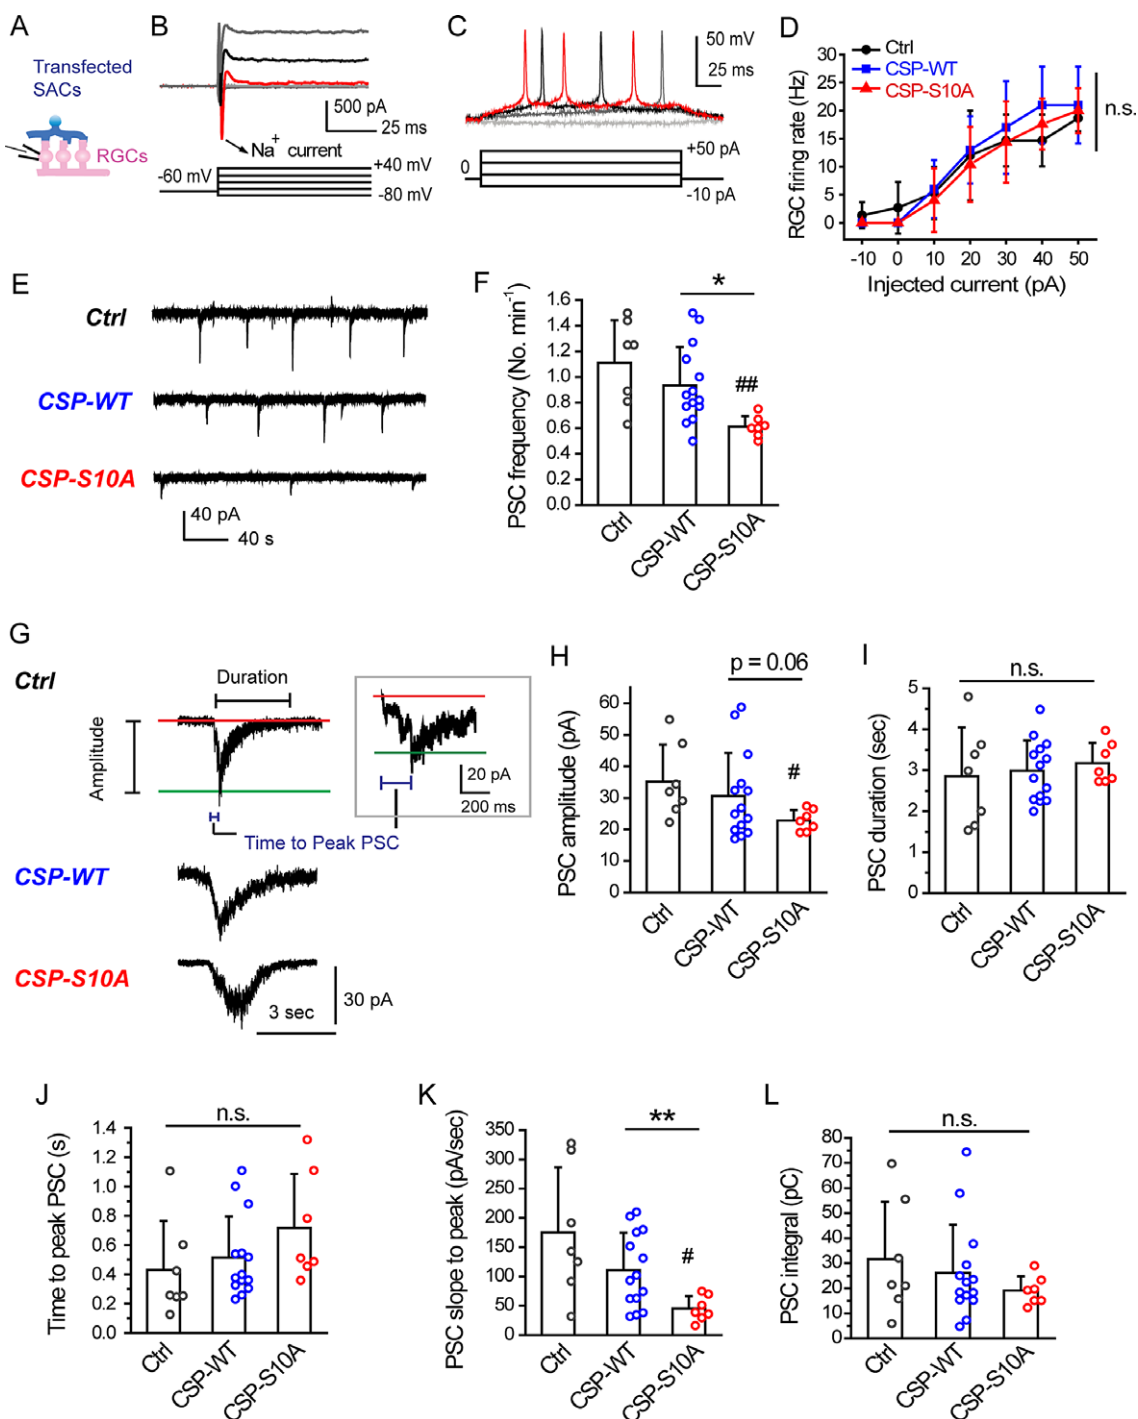 A
Transfected
SACs
RGCs
B
500 pA
25 ms
Na+ current
-60 mV
+40 mV
-80 mV
C
50 mV
25 ms
0
+50 pA
-10 pA
D
Ctrl
CSP-WT
CSP-S10A
n.s.
RGC firing rate (Hz)
30
25
20
15
10
5
0
-10 0 10 20 30 40 50
Injected current (pA)
E
Ctrl
CSP-WT
CSP-S10A
40 pA
40 s
F
PSC frequency (No. min-1)
1.6
1.4
1.2
1.0
0.8
0.6
0.4
0.2
0.0
*
##
Ctrl
CSP-WT
CSP-S10A
G
Ctrl
Duration
Amplitude
20 pA
200 ms
Time to Peak PSC
CSP-WT
CSP-S10A
3 sec
30 pA
H
p = 0.06
PSC amplitude (pA)
60
50
40
30
20
10
0
#
Ctrl
CSP-WT
CSP-S10A
I
n.s.
PSC duration (sec)
5
4
3
2
1
0
Ctrl
CSP-WT
CSP-S10A
J
n.s.
Time to peak PSC (s)
1.4
1.2
1.0
0.8
0.6
0.4
0.2
0.0
Ctrl
CSP-WT
CSP-S10A
K
**
PSC slope to peak (pA/sec)
350
300
250
200
150
100
50
0
#
Ctrl
CSP-WT
CSP-S10A
L
n.s.
PSC integral (pC)
80
70
60
50
40
30
20
10
0
Ctrl
CSP-WT
CSP-S10A